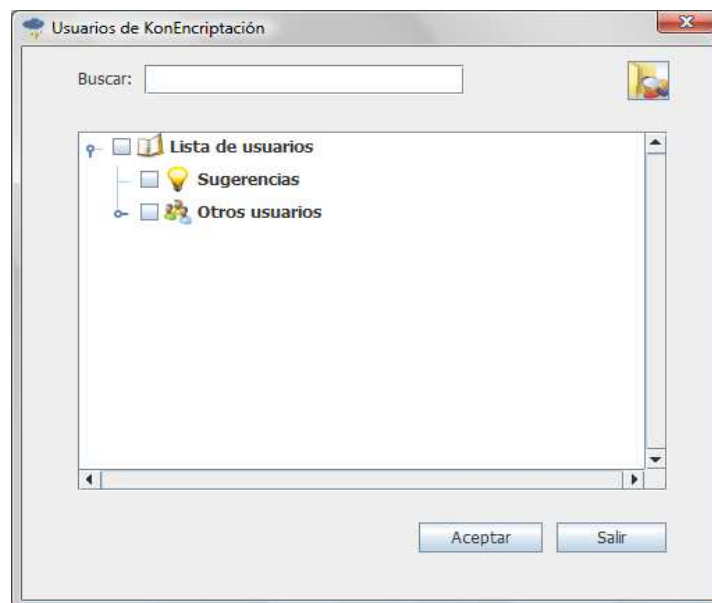 Usuarios de KonEncriptación
Buscar:
Lista de usuarios
Sugerencias
Otros usuarios
Aceptar Salir